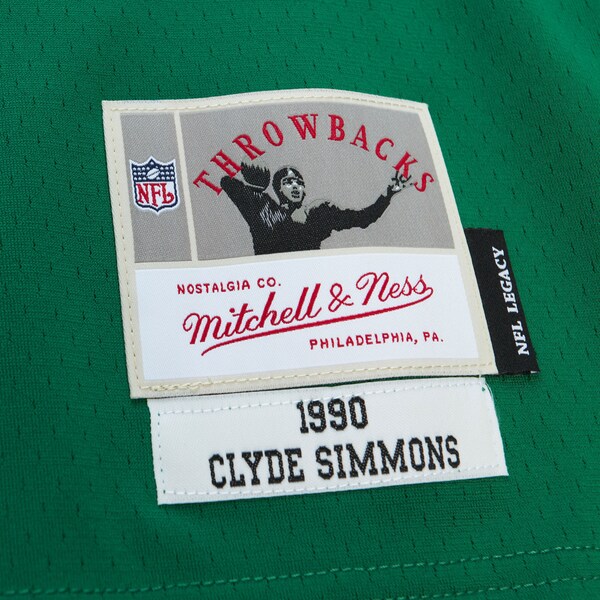 THROWBACKS
NFL
NOSTALGIA CO.
Mitchell & Ness
PHILADELPHIA, PA.
NFL LEGACY
1990
CLYDE SIMMONS